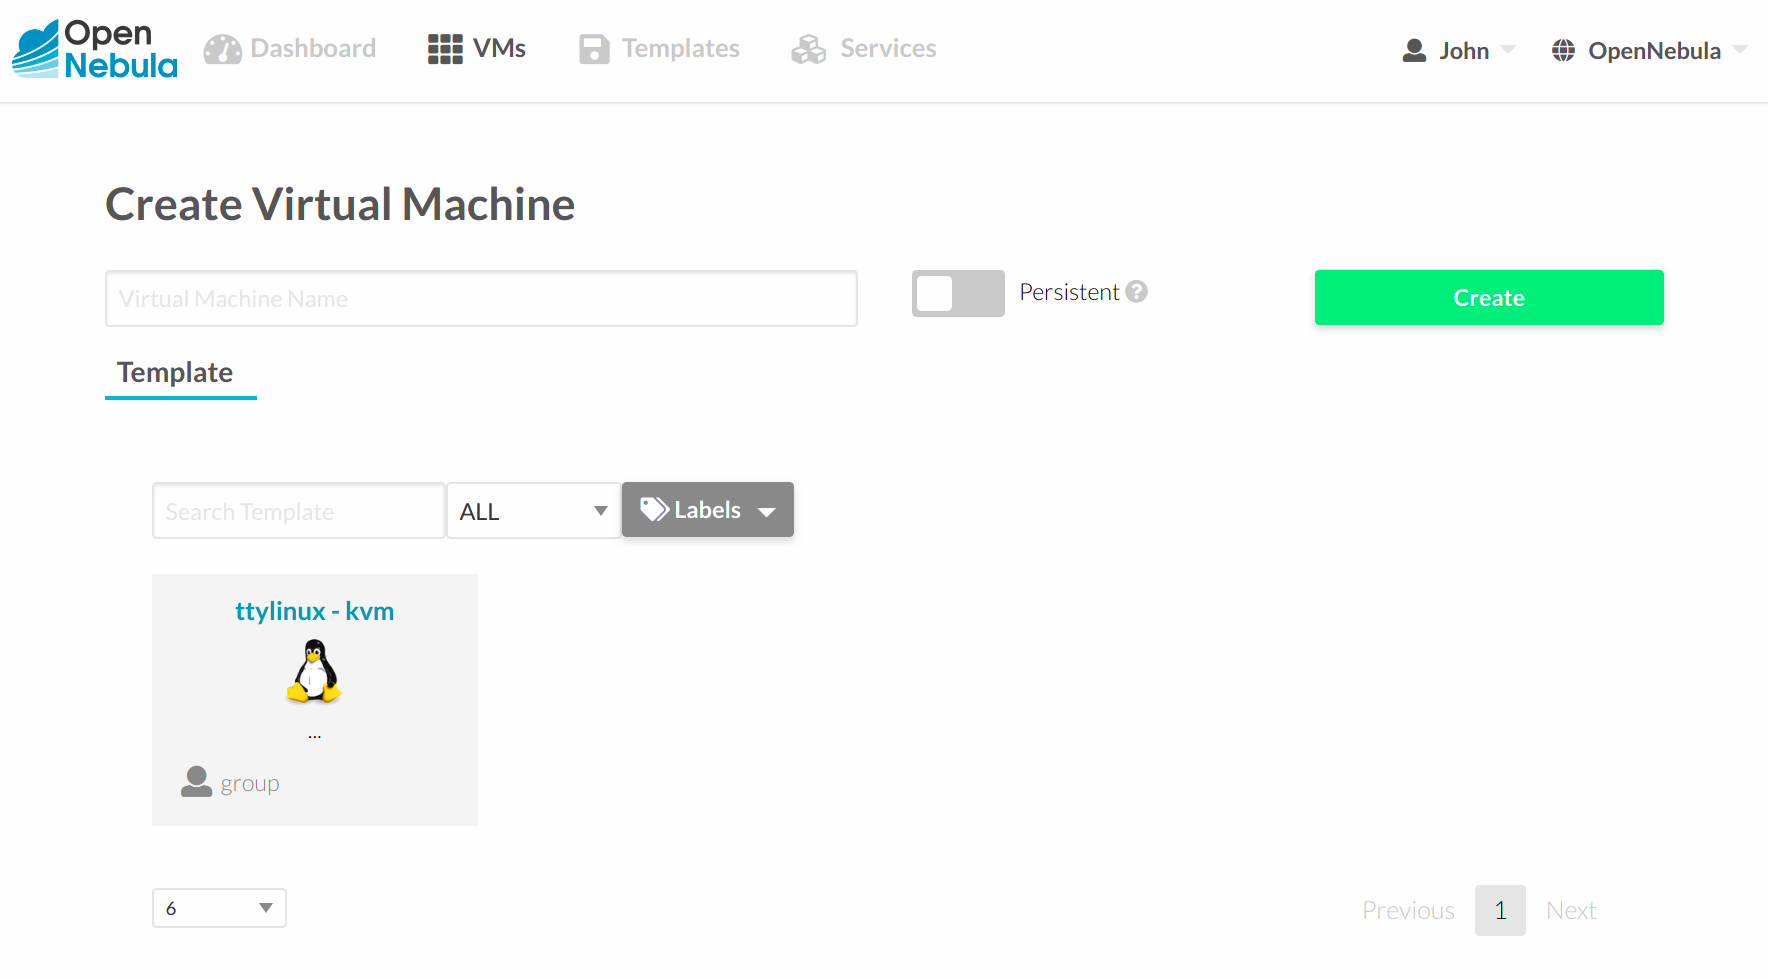 Open
Nebula
Dashboard
VMs
Templates
Services
John
OpenNebula
Create Virtual Machine
Virtual Machine Name
Persistent
Create
Template
Search Template
ALL
Labels
ttylinux - kvm
...
group
6
Previous
1
Next